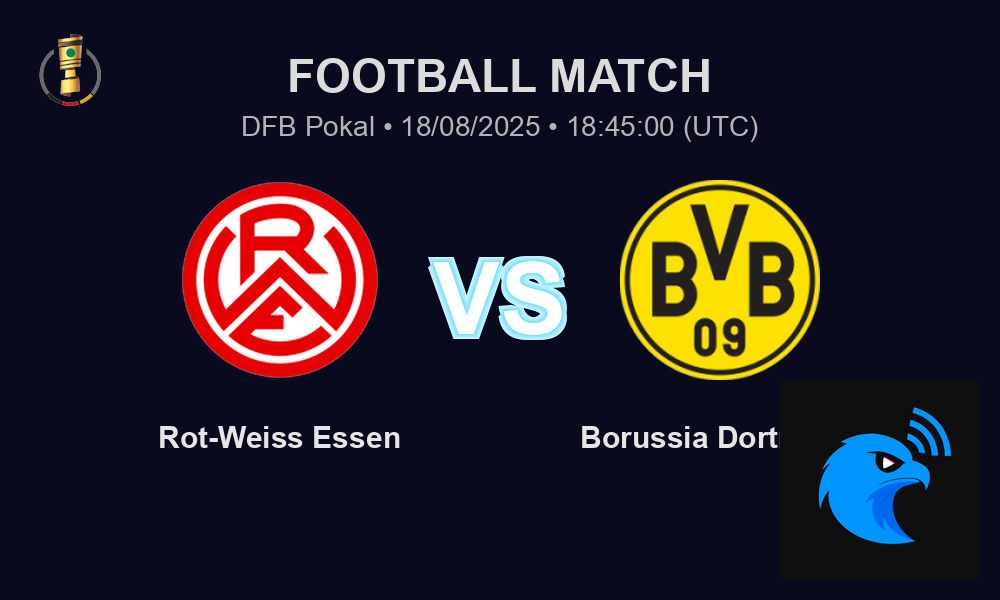 FOOTBALL MATCH
DFB Pokal • 18/08/2025 • 18:45:00 (UTC)
RWE
VS
BVB
09
Rot-Weiss Essen
Borussia Dort